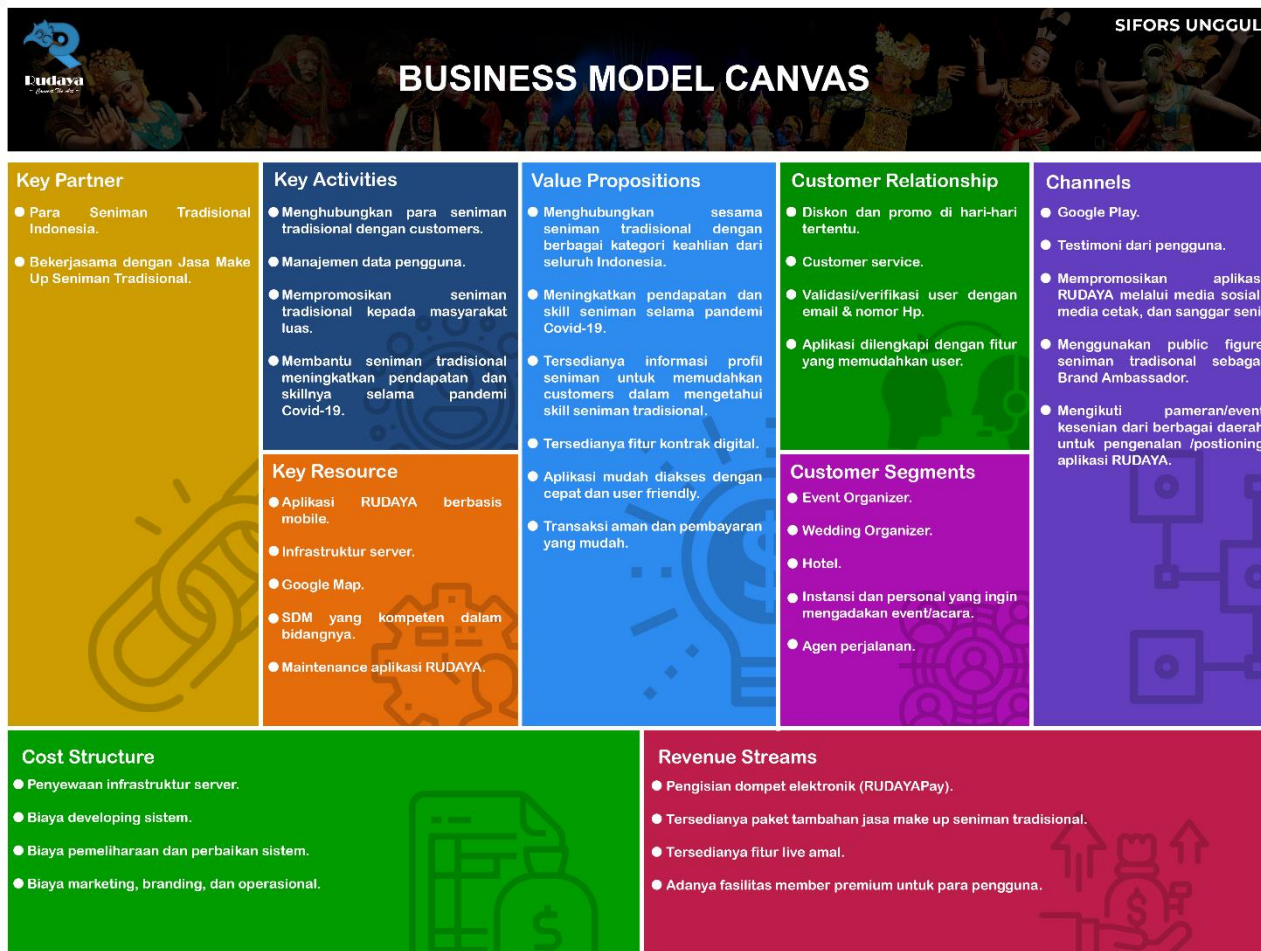 SIFORS UNGGUL
Rudaya
BUSINESS MODEL CANVAS
Key Partner
Para Seniman Tradisional
Indonesia.
Bekerjasama dengan Jasa Make
Up Seniman Tradisional.
Key Activities
Menghubungkan para seniman
tradisional dengan customers.
Manajemen data pengguna.
Mempromosikan seniman
tradisional kepada masyarakat
luas.
Membantu seniman tradisional
meningkatkan pendapatan dan
skillnya selama pandemi
Covid-19.
Key Resource
Aplikasi RUDAYA berbasis
mobile.
Infrastruktur server.
Google Map.
SDM yang kompeten dalam
bidangnya.
Maintenance aplikasi RUDAYA.
Value Propositions
Menghubungkan sesama
seniman tradisional dengan
berbagai kategori keahlian dari
seluruh Indonesia.
Meningkatkan pendapatan dan
skill seniman selama pandemi
Covid-19.
Tersedianya informasi profil
seniman untuk memudahkan
customers dalam mengetahui
skill seniman tradisional.
Tersedianya fitur kontrak digital.
Aplikasi mudah diakses dengan
cepat dan user friendly.
Transaksi aman dan pembayaran
yang mudah.
Customer Relationship
Diskon dan promo di hari-hari
tertentu.
Customer service.
Validasi/verifikasi user dengan
email & nomor Hp.
Aplikasi dilengkapi dengan fitur
yang memudahkan user.
Customer Segments
Event Organizer.
Wedding Organizer.
Hotel.
Instansi dan personal yang ingin
mengadakan event/acara.
Agen perjalanan.
Channels
Google Play.
Testimoni dari pengguna.
Mempromosikan aplikas
RUDAYA melalui media sosial
media cetak, dan sanggar seni
Menggunakan public figure
seniman tradisonal sebaga
Brand Ambassador.
Mengikuti pameran/event
kesenian dari berbagai daerah
untuk pengenalan /postioning
aplikasi RUDAYA.
Cost Structure
Penyewaan infrastruktur server.
Biaya developing sistem.
Biaya pemeliharaan dan perbaikan sistem.
Biaya marketing, branding, dan operasional.
Revenue Streams
Pengisian dompet elektronik (RUDAYAPay).
Tersedianya paket tambahan jasa make up seniman tradisional.
Tersedianya fitur live amal.
Adanya fasilitas member premium untuk para pengguna.